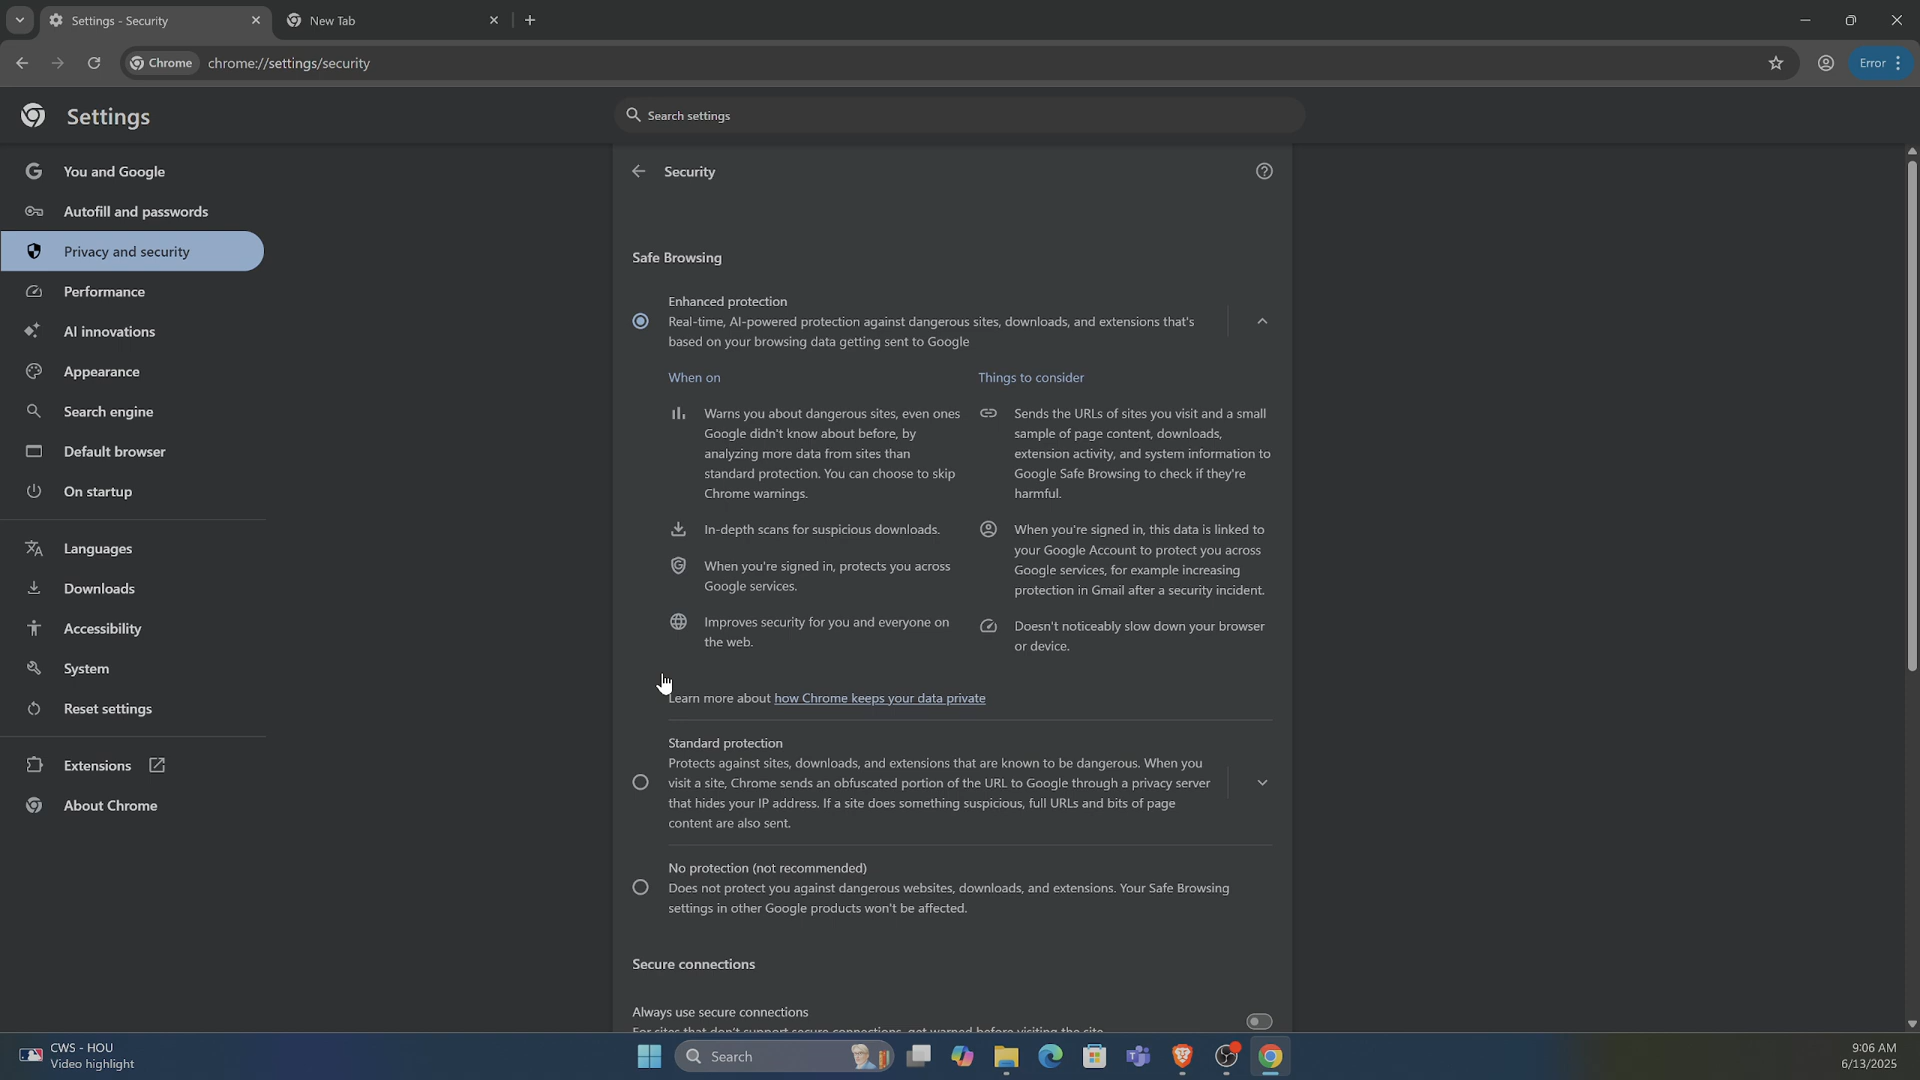 Settings - Security
New Tab
Chrome
chrome://settings/security
Error
Settings
Search settings
You and Google
Autofill and passwords
Privacy and security
Performance
AI innovations
Appearance
Search engine
Default browser
On startup
Languages
Downloads
Accessibility
System
Reset settings
Extensions
About Chrome
Security
Safe Browsing
Enhanced protection
Real-time, AI-powered protection against dangerous sites, downloads, and extensions that's
based on your browsing data getting sent to Google
When on
Warns you about dangerous sites, even ones
Google didn't know about before, by
analyzing more data from sites than
standard protection. You can choose to skip
Chrome warnings.
In-depth scans for suspicious downloads.
When you're signed in, protects you across
Google services.
Improves security for you and everyone on
the web.
Things to consider
Sends the URLs of sites you visit and a small
sample of page content, downloads,
extension activity, and system information to
Google Safe Browsing to check if they're
harmful.
When you're signed in, this data is linked to
your Google Account to protect you across
Google services, for example increasing
protection in Gmail after a security incident.
Doesn't noticeably slow down your browser
or device.
Learn more about how Chrome keeps your data private
Standard protection
Protects against sites, downloads, and extensions that are known to be dangerous. When you
visit a site, Chrome sends an obfuscated portion of the URL to Google through a privacy server
that hides your IP address. If a site does something suspicious, full URLs and bits of page
content are also sent.
No protection (not recommended)
Does not protect you against dangerous websites, downloads, and extensions. Your Safe Browsing
settings in other Google products won't be affected.
Secure connections
Always use secure connections
For sites that don't support secure connections, get warned before visiting the site
CWS - HOU
Video highlight
Search
9:06 AM
6/13/2025